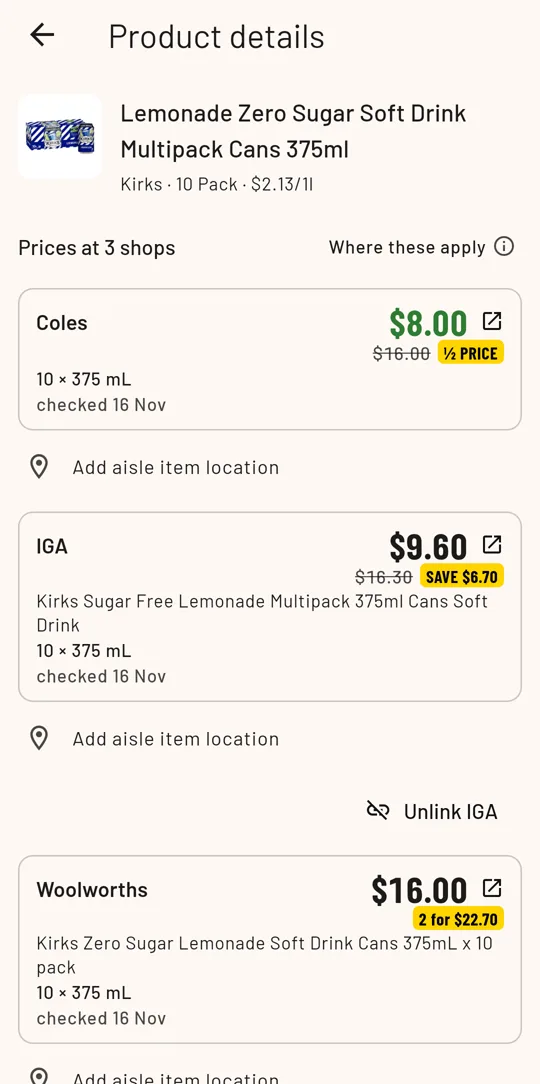 Product details
Lemonade Zero Sugar Soft Drink
Multipack Cans 375ml
Kirks · 10 Pack · $2.13/1l
Prices at 3 shops
Where these apply
Coles
$8.00
$16.00
½ PRICE
10 × 375 mL
checked 16 Nov
Add aisle item location
IGA
$9.60
$16.30
SAVE $6.70
Kirks Sugar Free Lemonade Multipack 375ml Cans Soft
Drink
10 × 375 mL
checked 16 Nov
Add aisle item location
Unlink IGA
Woolworths
$16.00
2 for $22.70
Kirks Zero Sugar Lemonade Soft Drink Cans 375mL x 10
pack
10 × 375 mL
checked 16 Nov
Add aisle item location